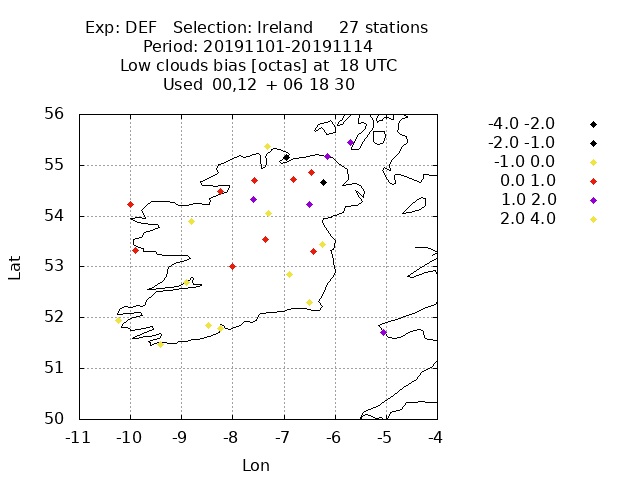 Exp: DEF   Selection: Ireland     27 stations
Period: 20191101-20191114
Low clouds bias [octas] at  18 UTC
Used  00,12  + 06 18 30
-4.0 -2.0
-2.0 -1.0
-1.0 0.0
0.0 1.0
1.0 2.0
2.0 4.0
56
55
54
53
52
51
50
Lat
-11 -10 -9 -8 -7 -6 -5 -4
Lon